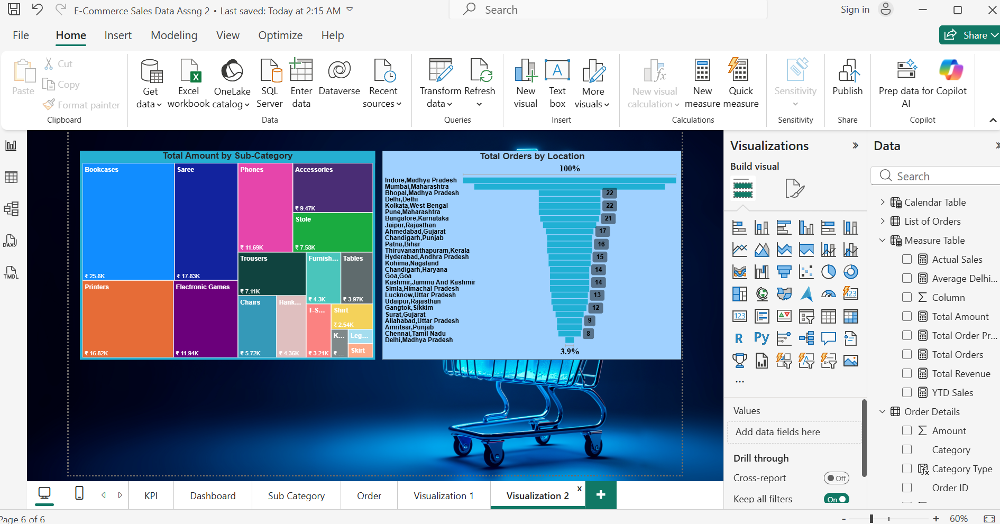 E-Commerce Sales Data Assng 2 • Last saved: Today at 2:15 AM
Search
Sign in
File
Home
Insert
Modeling
View
Optimize
Help
Share
Paste
Cut
Copy
Format painter
Clipboard
Get data
Excel workbook
OneLake catalog
SQL Server
Enter data
Dataverse
Recent sources
Data
Transform data
Refresh
Queries
New visual
Text box
More visuals
Insert
New visual calculation
New measure
Quick measure
Calculations
Sensitivity
Sensitivity
Publish
Share
Prep data for AI
Copilot
Copilot
Total Amount by Sub-Category
Bookcases
₹ 25.8K
Saree
₹ 17.83K
Phones
₹ 11.69K
Accessories
₹ 9.47K
Stole
₹ 7.58K
Printers
₹ 16.82K
Electronic Games
₹ 11.94K
Trousers
₹ 7.11K
Furnish...
₹ 4.3K
Tables
₹ 3.97K
Chairs
₹ 5.72K
Hank...
₹ 4.36K
T-S...
₹ 3.21K
Shirt
₹ 2.54K
K...
₹ ...
Leg...
Skirt
Total Orders by Location
100%
Indore,Madhya Pradesh
Mumbai,Maharashtra
Bhopal,Madhya Pradesh 22
Delhi,Delhi
Kolkata,West Bengal 22
Pune,Maharashtra
Bangalore,Karnataka 21
Jaipur,Rajasthan
Ahmedabad,Gujarat 17
Chandigarh,Punjab
Patna,Bihar 16
Thiruvananthapuram,Kerala
Hyderabad,Andhra Pradesh 15
Kohima,Nagaland
Chandigarh,Haryana 14
Goa,Goa
Kashmir,Jammu And Kashmir 14
Simla,Himachal Pradesh
Lucknow,Uttar Pradesh 13
Udaipur,Rajasthan
Gangtok,Sikkim 12
Surat,Gujarat
Allahabad,Uttar Pradesh 9
Amritsar,Punjab
Chennai,Tamil Nadu 8
Delhi,Madhya Pradesh
3.9%
Visualizations
Build visual
123
123
R
Py
...
Values
Add data fields here
Drill through
Cross-report
Off
Keep all filters
On
Data
Search
Calendar Table
List of Orders
Measure Table
Actual Sales
Average Delhi...
Column
Total Amount
Total Order Pr...
Total Orders
Total Revenue
YTD Sales
Order Details
Amount
Category
Category Type
Order ID
DAX
TMDL
KPI
Dashboard
Sub Category
Order
Visualization 1
Visualization 2
x
+
Page 6 of 6
- + 60%